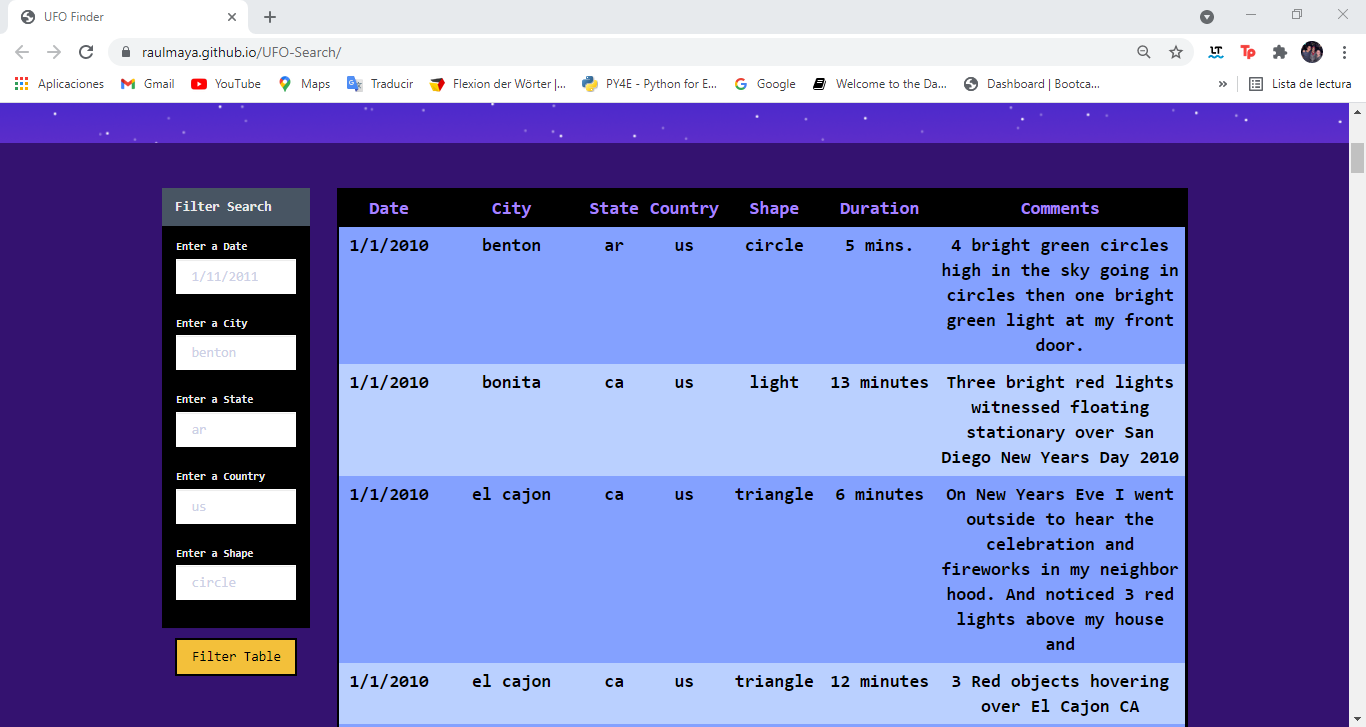 UFO Finder
raulmaya.github.io/UFO-Search/
LT
Tp
Aplicaciones
Gmail
YouTube
Maps
Traducir
Flexion der Wörter |...
PY4E - Python for E...
Google
Welcome to the Da...
Dashboard | Bootca...
»
Lista de lectura
Filter Search
Enter a Date
1/11/2011
Enter a City
benton
Enter a State
ar
Enter a Country
us
Enter a Shape
circle
Filter Table
Date City State Country Shape Duration Comments
1/1/2010 benton ar us circle 5 mins. 4 bright green circles
high in the sky going in
circles then one bright
green light at my front
door.
1/1/2010 bonita ca us light 13 minutes Three bright red lights
witnessed floating
stationary over San
Diego New Years Day 2010
1/1/2010 el cajon ca us triangle 6 minutes On New Years Eve I went
outside to hear the
celebration and
fireworks in my neighbor
hood. And noticed 3 red
lights above my house
and
1/1/2010 el cajon ca us triangle 12 minutes 3 Red objects hovering
over El Cajon CA